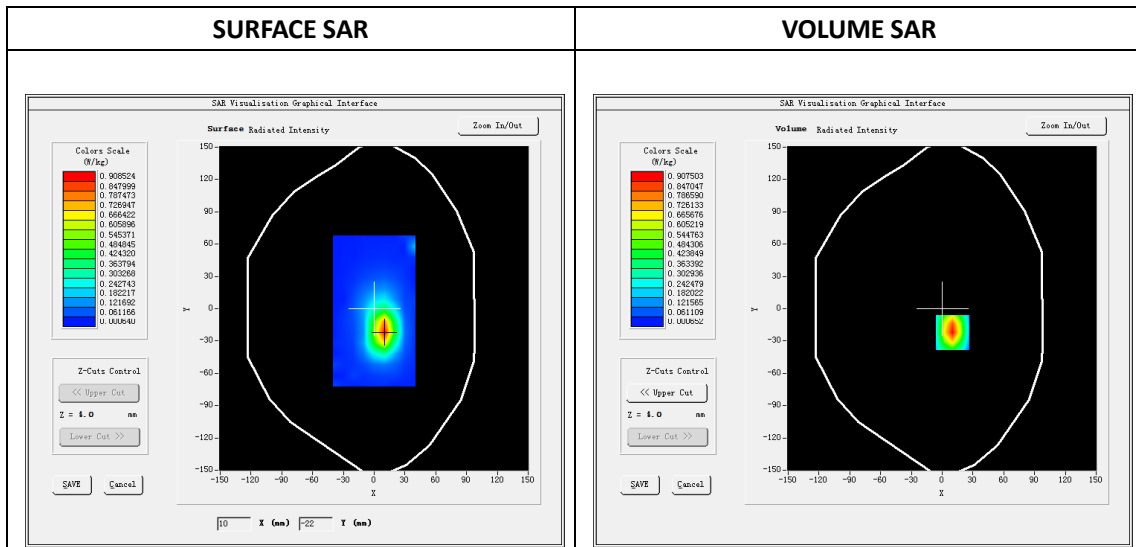 SURFACE SAR
VOLUME SAR
SAR Visualisation Graphical Interface
Surface Radiated Intensity
Zoom In/Out
Colors Scale
(W/kg)
0.908524
0.847999
0.787473
0.726947
0.666422
0.605896
0.545371
0.484845
0.424320
0.363794
0.303268
0.242743
0.182217
0.121692
0.061166
0.000640
Z-Cuts Control
<< Upper Cut
Z = 4.0 mm
Lower Cut >>
SAVE Cancel
150
120
90
60
30
0
-30
-60
-90
-120
-150
Y
-150 -120 -90 -60 -30 0 30 60 90 120 150
X
10 X (mm) -22 Y (mm)
SAR Visualisation Graphical Interface
Volume Radiated Intensity
Zoom In/Out
Colors Scale
(W/kg)
0.907503
0.847047
0.786590
0.726133
0.665676
0.605219
0.544763
0.484306
0.423849
0.363392
0.302936
0.242479
0.182022
0.121565
0.061109
0.000652
Z-Cuts Control
<< Upper Cut
Z = 4.0 mm
Lower Cut >>
SAVE Cancel
150
120
90
60
30
0
-30
-60
-90
-120
-150
Y
-150 -120 -90 -60 -30 0 30 60 90 120 150
X